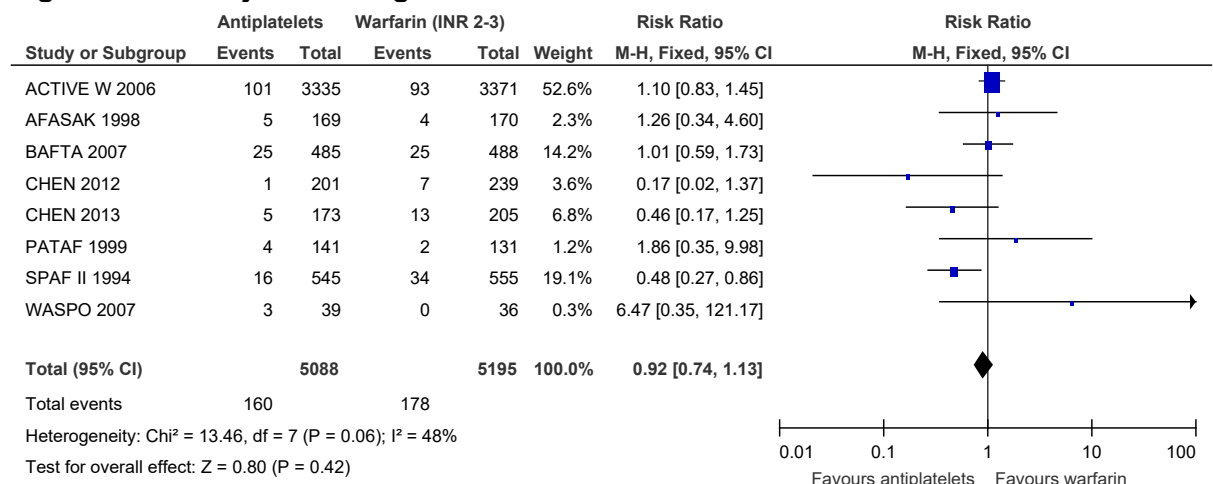 Antiplatelets Warfarin (INR 2-3) Risk Ratio Risk Ratio
Study or Subgroup Events Total Events Total Weight M-H, Fixed, 95% CI M-H, Fixed, 95% CI
ACTIVE W 2006 101 3335 93 3371 52.6% 1.10 [0.83, 1.45]
AFASAK 1998 5 169 4 170 2.3% 1.26 [0.34, 4.60]
BAFTA 2007 25 485 25 488 14.2% 1.01 [0.59, 1.73]
CHEN 2012 1 201 7 239 3.6% 0.17 [0.02, 1.37]
CHEN 2013 5 173 13 205 6.8% 0.46 [0.17, 1.25]
PATAF 1999 4 141 2 131 1.2% 1.86 [0.35, 9.98]
SPAF II 1994 16 545 34 555 19.1% 0.48 [0.27, 0.86]
WASPO 2007 3 39 0 36 0.3% 6.47 [0.35, 121.17]
Total (95% CI) 5088 5195 100.0% 0.92 [0.74, 1.13]
Total events 160 178
Heterogeneity: Chi² = 13.46, df = 7 (P = 0.06); I² = 48%
Test for overall effect: Z = 0.80 (P = 0.42)
0.01 0.1 1 10 100
Favours antiplatelets Favours warfarin